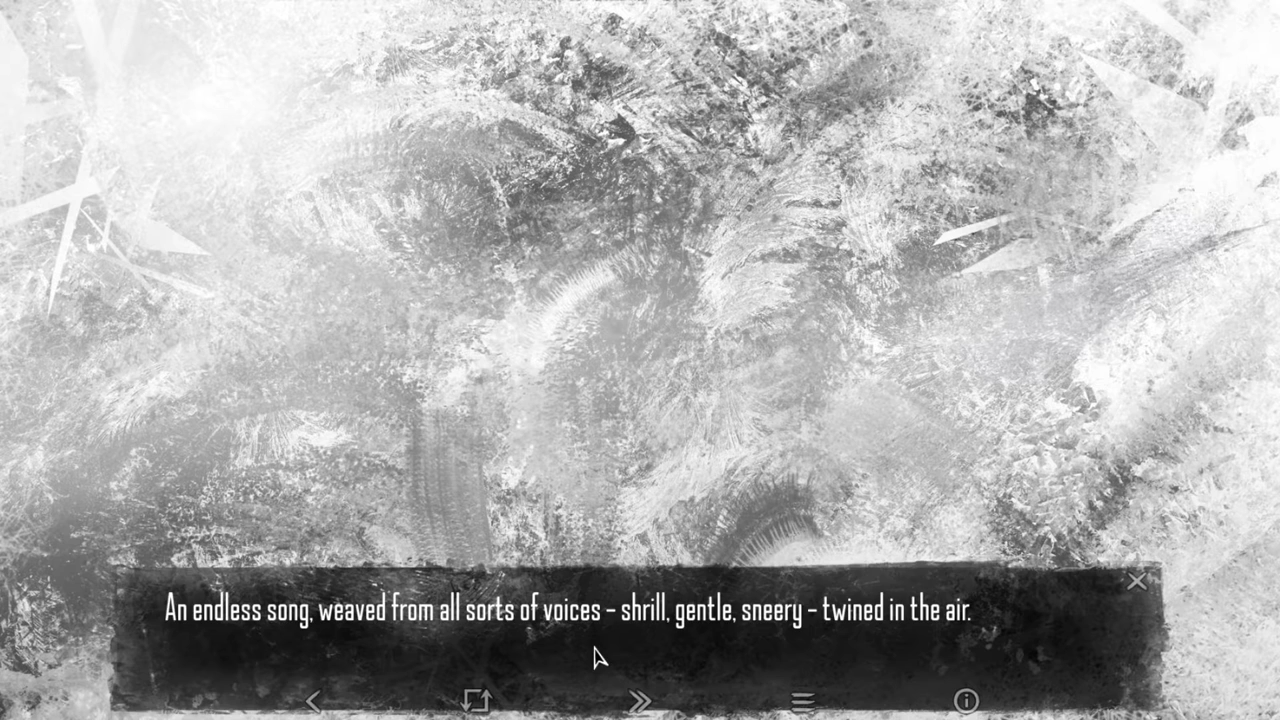 An endless song, weaved from all sorts of voices – shrill, gentle, sneery – twined in the air.